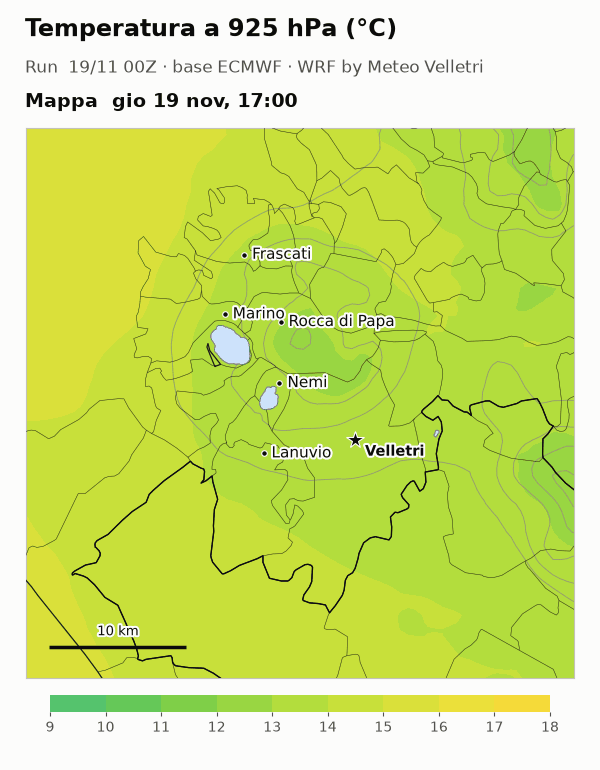 Temperatura a 925 hPa (°C)
Run  19/11 00Z · base ECMWF · WRF by Meteo Velletri
Mappa  gio 19 nov, 17:00
Frascati
Marino
Rocca di Papa
Nemi
Velletri
Lanuvio
10 km
9 10 11 12 13 14 15 16 17 18